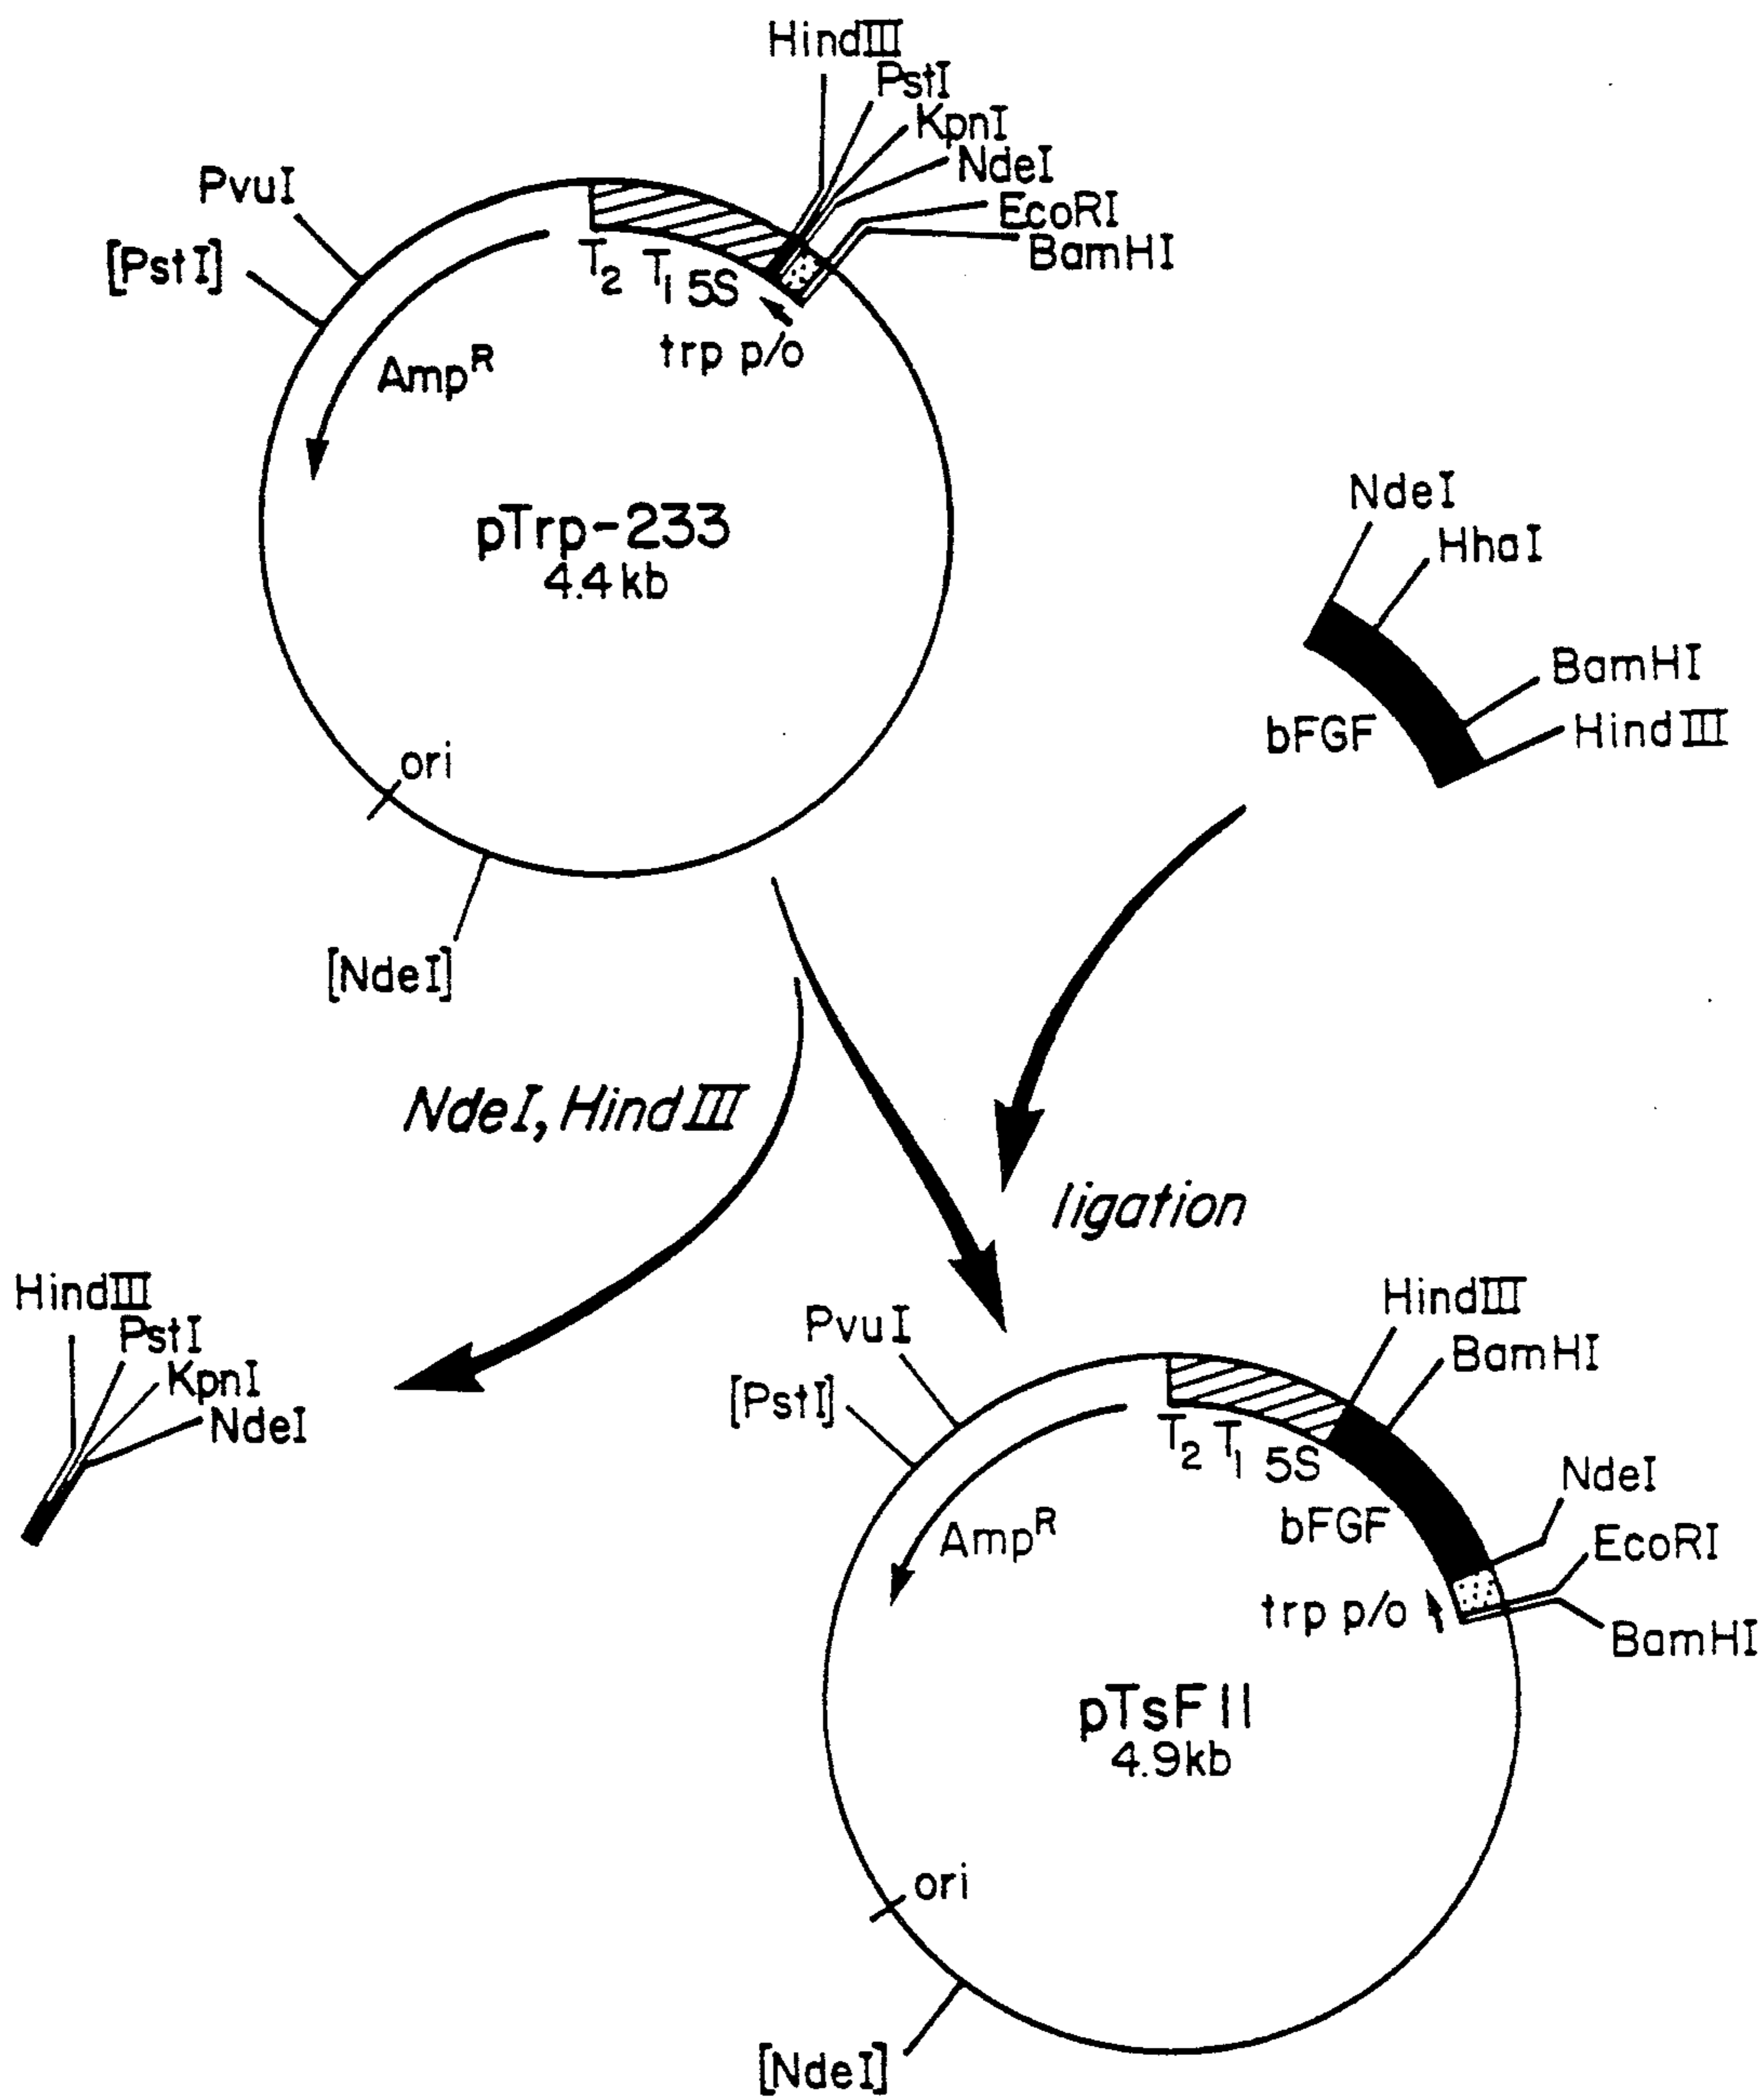 HindIII
PstI
KpnI
NdeI
EcoRI
BamHI
PvuI
[PstI]
T2 T1 5S
trp p/o
Amp^R
pTrp-233
4.4kb
ori
[NdeI]
NdeI
HhaI
BamHI
HindIII
bFGF
NdeI, HindIII
ligation
HindIII
PstI
KpnI
NdeI
HindIII
BamHI
PvuI
[PstI]
T2 T1 5S
bFGF
NdeI
EcoRI
BamHI
trp p/o
Amp^R
pTsF11
4.9kb
ori
[NdeI]